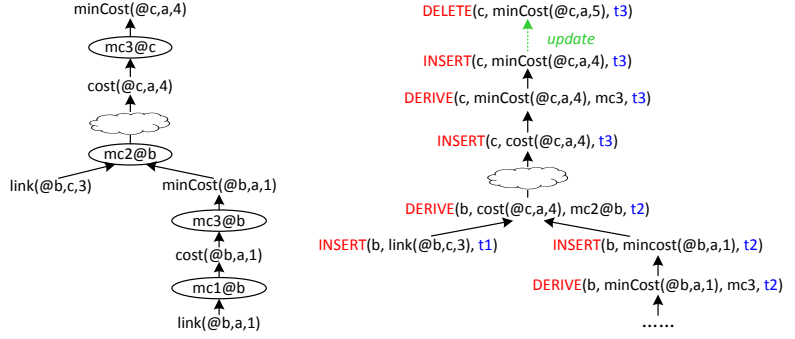 minCost(@c,a,4)
mc3@c
cost(@c,a,4)
mc2@b
link(@b,c,3)
minCost(@b,a,1)
mc3@b
cost(@b,a,1)
mc1@b
link(@b,a,1)
DELETE(c, minCost(@c,a,5), t3)
update
INSERT(c, minCost(@c,a,4), t3)
DERIVE(c, minCost(@c,a,4), mc3, t3)
INSERT(c, cost(@c,a,4), t3)
DERIVE(b, cost(@c,a,4), mc2@b, t2)
INSERT(b, link(@b,c,3), t1)
INSERT(b, mincost(@b,a,1), t2)
DERIVE(b, minCost(@b,a,1), mc3, t2)
......